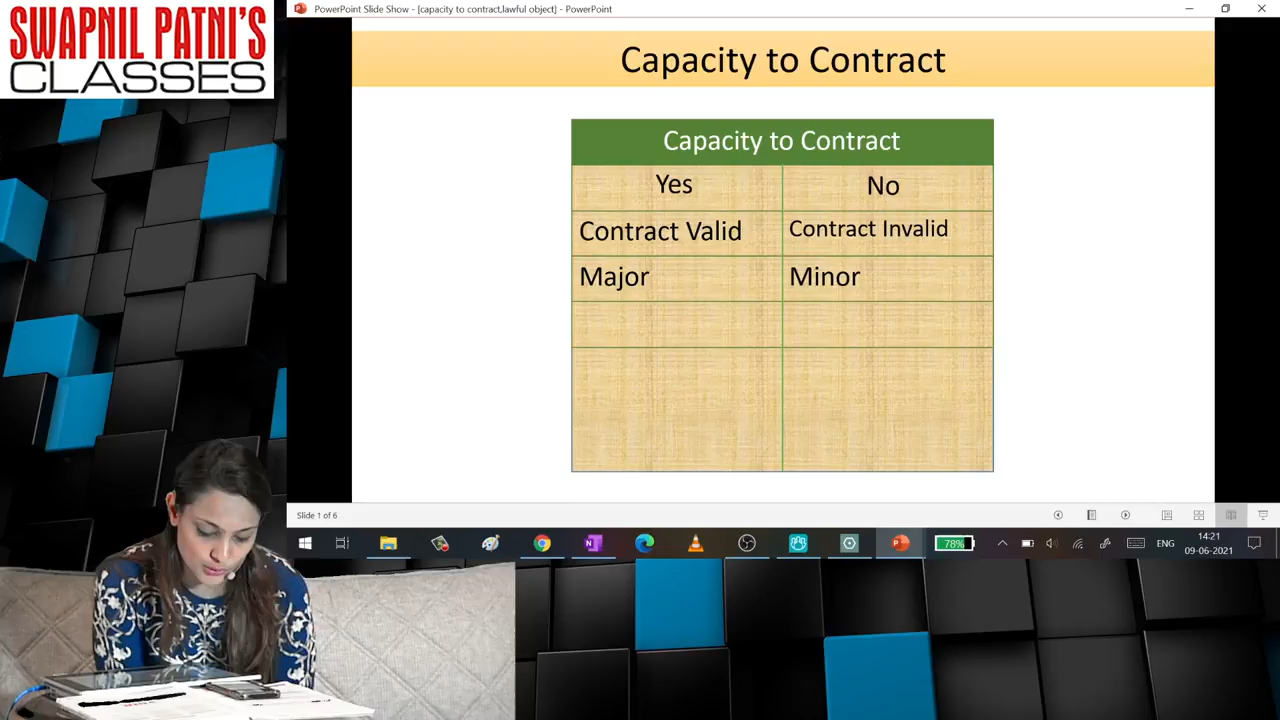 SWAPNIL PATNI'S
CLASSES
PowerPoint Slide Show - [capacity to contract,lawful object] - PowerPoint
Capacity to Contract
Capacity to Contract
Yes No
Contract Valid Contract Invalid
Major Minor
Slide 1 of 6
78%
ENG
14:21
09-06-2021